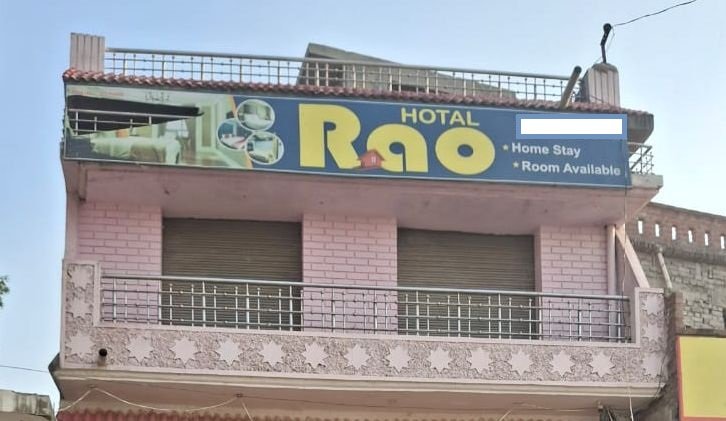 HOTAL
Rao
★ Home Stay
★ Room Available